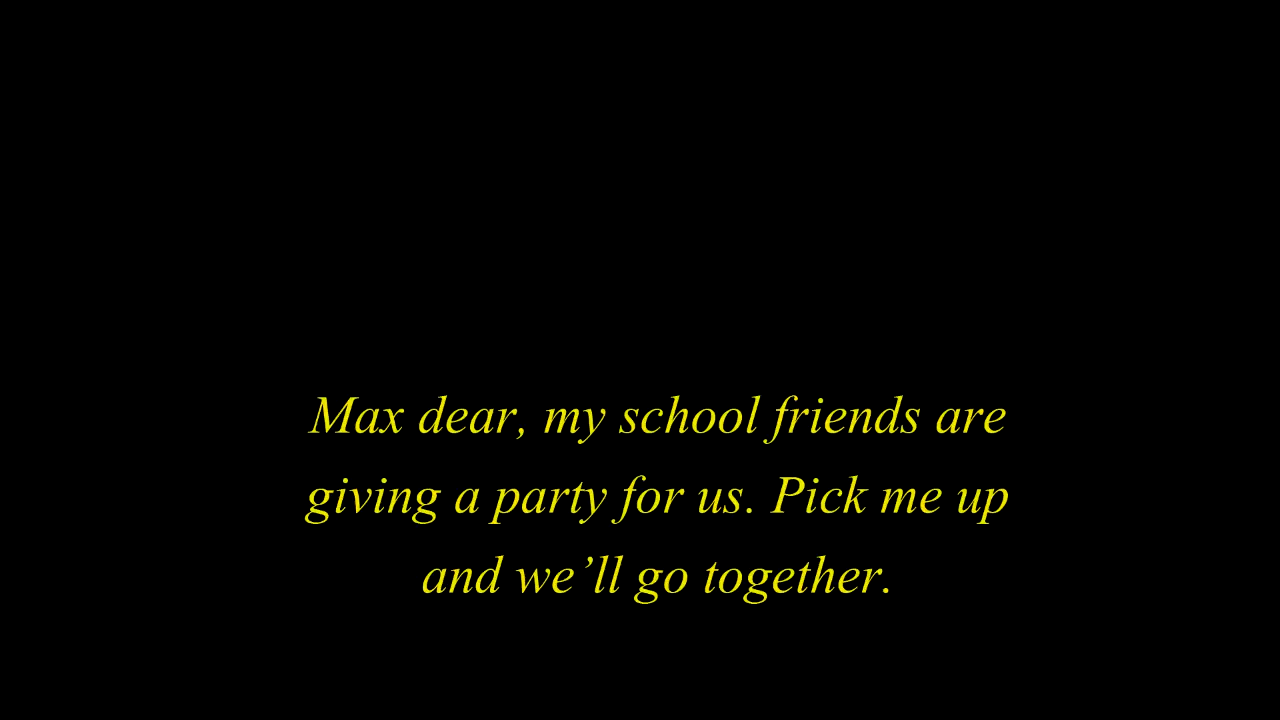 Max dear, my school friends are
giving a party for us. Pick me up
and we’ll go together.